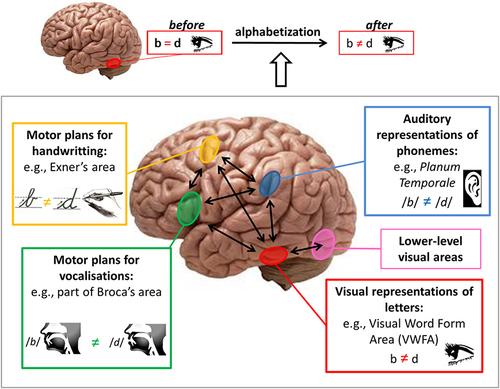 before
alphabetization
after
b = d
b ≠ d
Motor plans for
handwritting:
e.g., Exner's area
b ≠ d
Auditory
representations of
phonemes:
e.g., Planum
Temporale
/b/ ≠ /d/
Motor plans for
vocalisations:
e.g., part of Broca's area
/b/ ≠ /d/
Lower-level
visual areas
Visual representations of
letters:
e.g., Visual Word Form
Area (VWFA)
b ≠ d